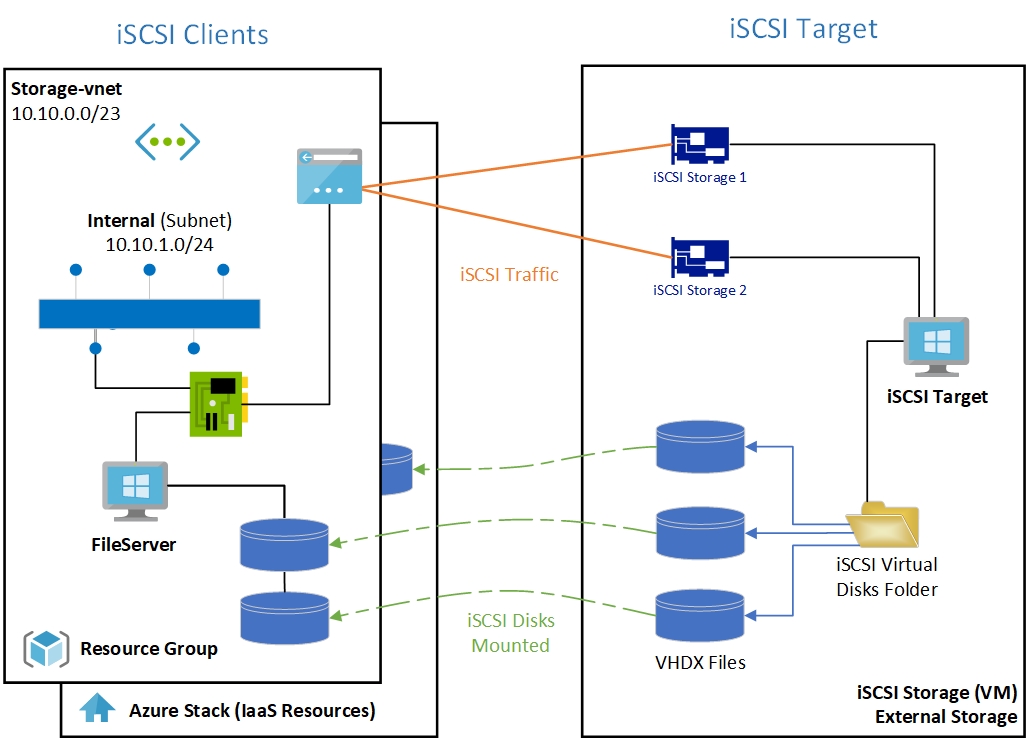 iSCSI Clients
iSCSI Target
Storage-vnet
10.10.0.0/23
Internal (Subnet)
10.10.1.0/24
FileServer
Resource Group
Azure Stack (IaaS Resources)
iSCSI Traffic
iSCSI Disks
Mounted
iSCSI Storage 1
iSCSI Storage 2
iSCSI Target
iSCSI Virtual
Disks Folder
VHDX Files
iSCSI Storage (VM)
External Storage